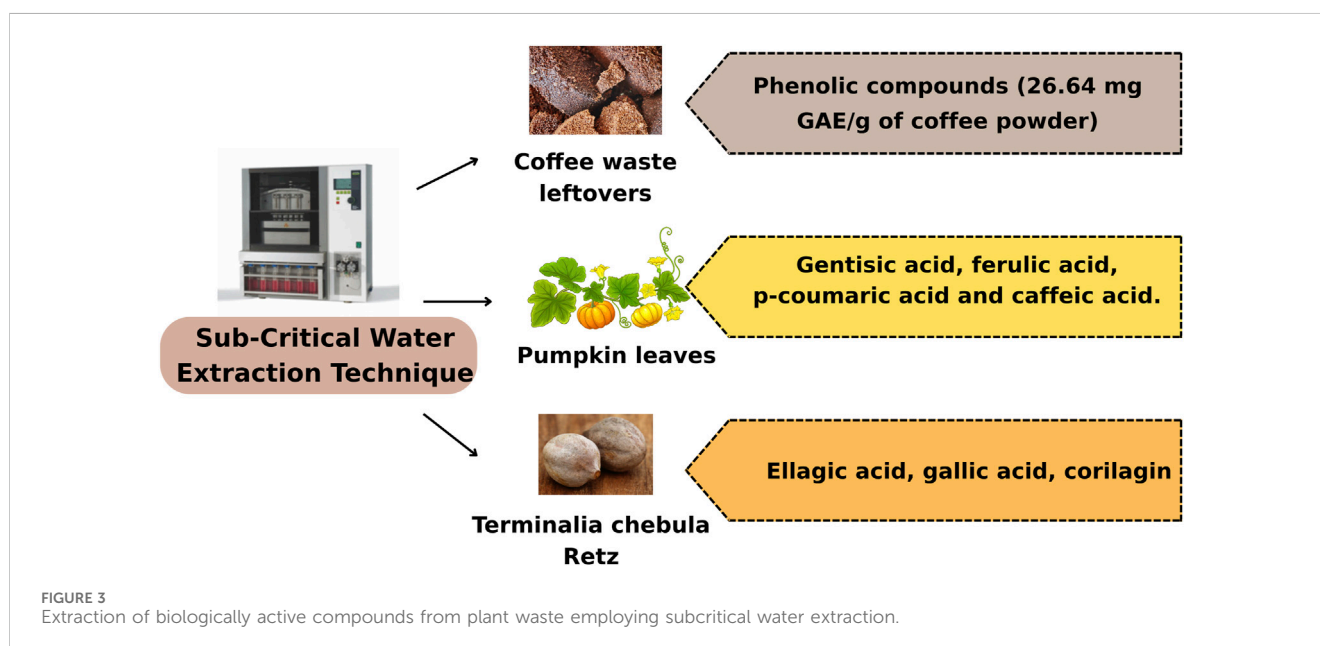 Phenolic compounds (26.64 mg
GAE/g of coffee powder)
Coffee waste
leftovers
Gentisic acid, ferulic acid,
p-coumaric acid and caffeic acid.
Sub-Critical Water
Extraction Technique
Pumpkin leaves
Ellagic acid, gallic acid, corilagin
Terminalia chebula
Retz
FIGURE 3
Extraction of biologically active compounds from plant waste employing subcritical water extraction.